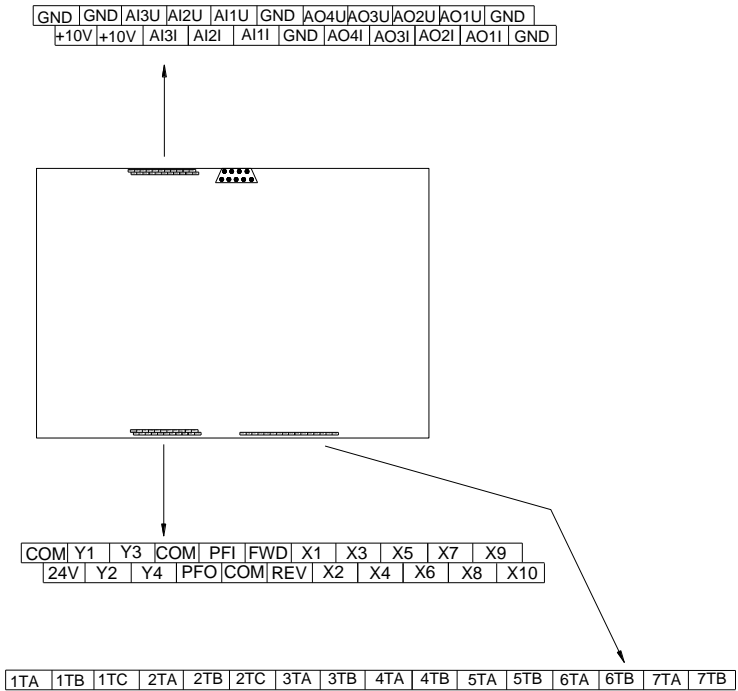 GND GND AI3U AI2U AI1U GND AO4U AO3U AO2U AO1U GND
+10V +10V AI3I AI2I AI1I GND AO4I AO3I AO2I AO1I GND
COM Y1 Y3 COM PFI FWD X1 X3 X5 X7 X9
24V Y2 Y4 PFO COM REV X2 X4 X6 X8 X10
1TA 1TB 1TC 2TA 2TB 2TC 3TA 3TB 4TA 4TB 5TA 5TB 6TA 6TB 7TA 7TB